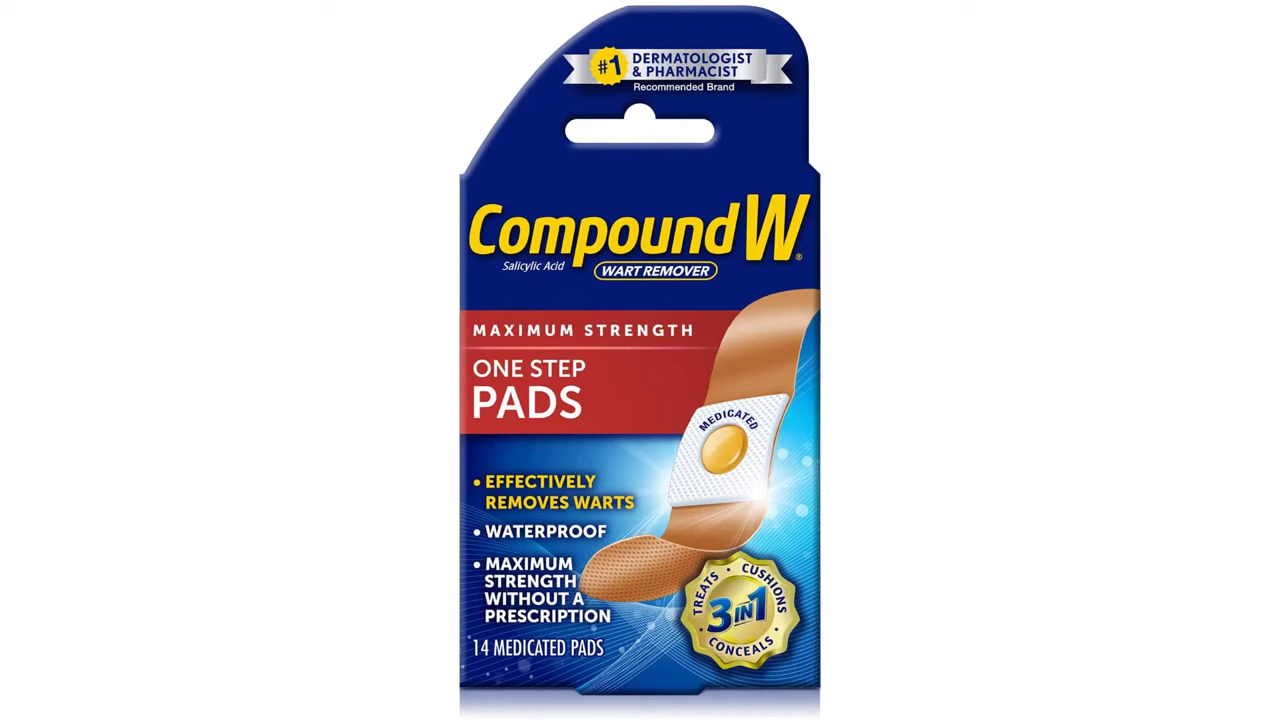 #1
DERMATOLOGIST
& PHARMACIST
Recommended Brand
Compound W®
Salicylic Acid
WART REMOVER
MAXIMUM STRENGTH
ONE STEP
PADS
MEDICATED
• EFFECTIVELY
REMOVES WARTS
• WATERPROOF
• MAXIMUM
STRENGTH
WITHOUT A
PRESCRIPTION
14 MEDICATED PADS
TREATS • CUSHIONS
3 IN 1
• CONCEALS •